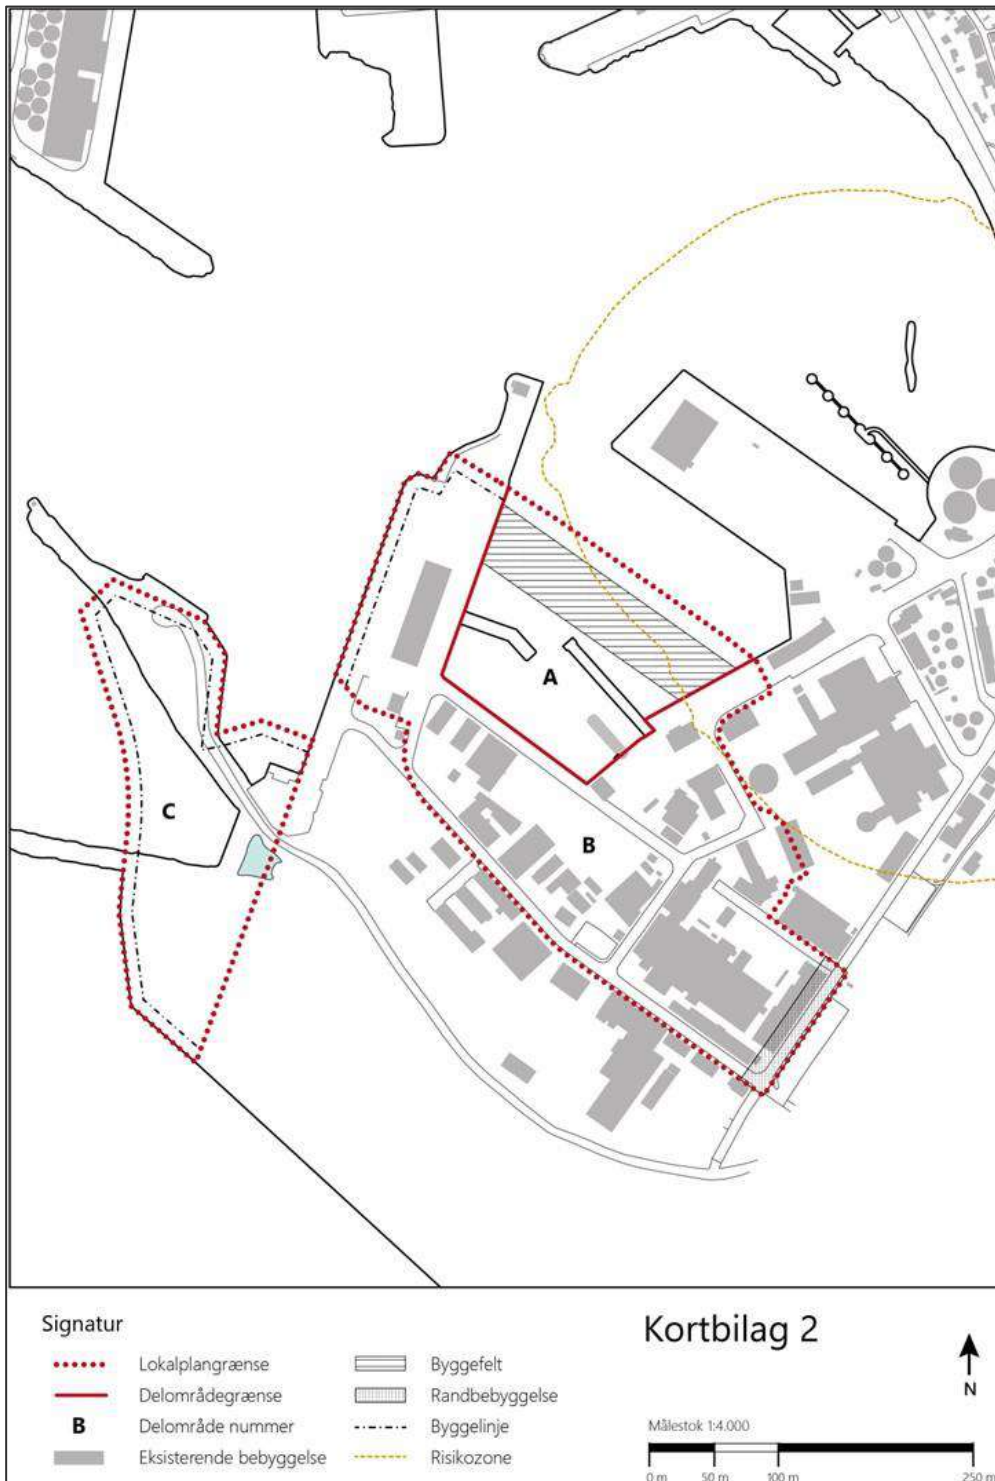 A
B
C
Signatur
Kortbilag 2
Lokalplangrænse
Byggefelt
Delområdegrænse
Randbebyggelse
N
B Delområde nummer
Byggelinje
Målestok 1:4.000
Eksisterende bebyggelse
Risikozone
0 m 50 m 100 m 250 m